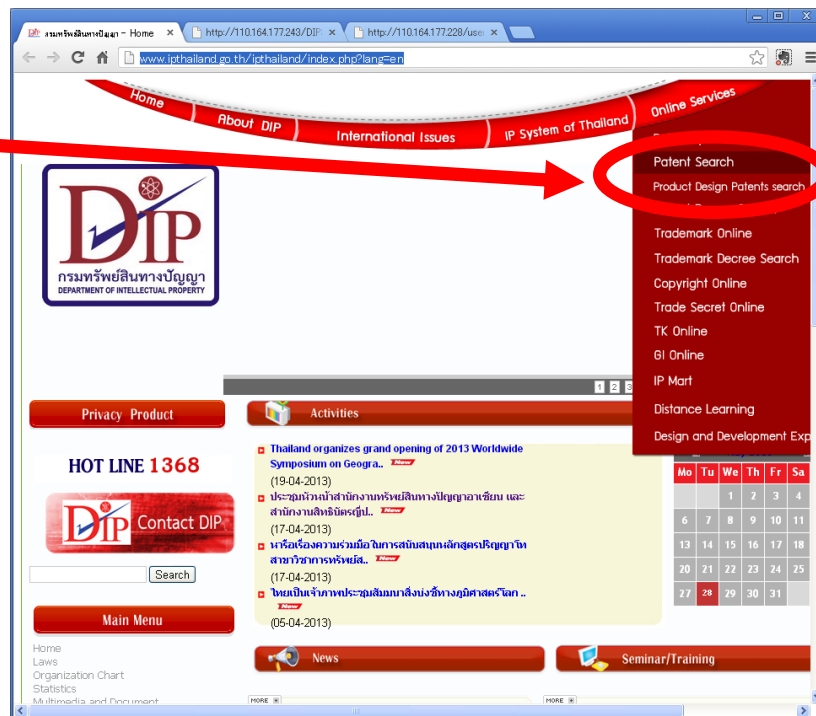 กรมทรัพย์สินทางปัญญา - Home
http://110.164.177.243/DIP
http://110.164.177.228/user
www.ipthailand.go.th/ipthailand/index.php?lang=en
Home
About DIP
International Issues
IP System of Thailand
Online Services
Patent Search
Product Design Patents search
Trademark Online
Trademark Decree Search
Copyright Online
Trade Secret Online
TK Online
GI Online
IP Mart
Distance Learning
Design and Development Exp
DIP
กรมทรัพย์สินทางปัญญา
DEPARTMENT OF INTELLECTUAL PROPERTY
1 2 3
Privacy Product
HOT LINE 1368
DIP Contact DIP
Search
Main Menu
Home
Laws
Organization Chart
Statistics
Multimedia and Document
Activities
Thailand organizes grand opening of 2013 Worldwide
Symposium on Geogra.. New
(19-04-2013)
ประชุมหัวหน้าสำนักงานทรัพย์สินทางปัญญาอาเซียน และ
สำนักงานสิทธิบัตรญี่ป.. New
(17-04-2013)
หารือเรื่องความร่วมมือในการสนับสนุนหลักสูตรปริญญาโท
สาขาวิชาการทรัพย์ส.. New
(17-04-2013)
ไทยเป็นเจ้าภาพประชุมสัมมนาสิ่งบ่งชี้ทางภูมิศาสตร์โลก ..
New
(05-04-2013)
Mo Tu We Th Fr Sa
1 2 3 4
6 7 8 9 10 11
13 14 15 16 17 18
20 21 22 23 24 25
27 28 29 30 31
News
Seminar/Training
MORE
MORE